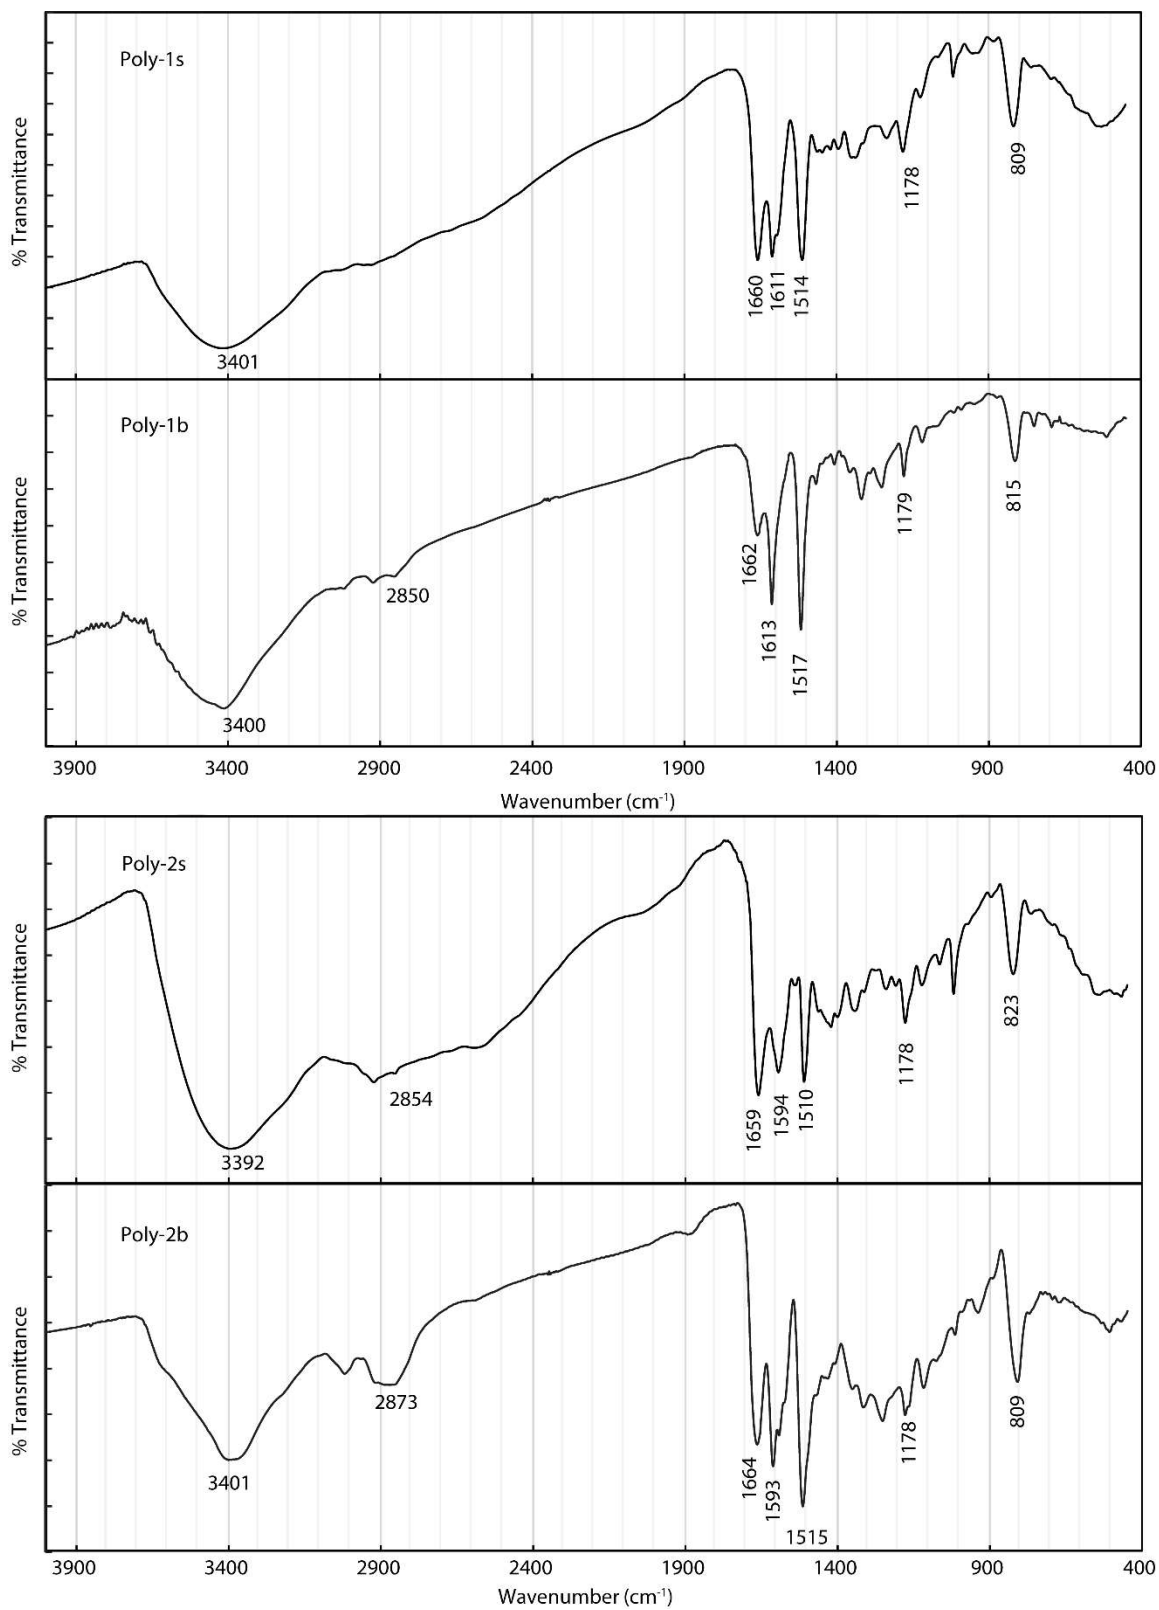 Poly-1s
% Transmittance
3401
1660
1611
1514
1178
809
Poly-1b
% Transmittance
3400
2850
1662
1613
1517
1179
815
3900 3400 2900 2400 1900 1400 900 400
Wavenumber (cm⁻¹)
Poly-2s
% Transmittance
3392
2854
1659
1594
1510
1178
823
Poly-2b
% Transmittance
3401
2873
1664
1593
1515
1178
809
3900 3400 2900 2400 1900 1400 900 400
Wavenumber (cm⁻¹)